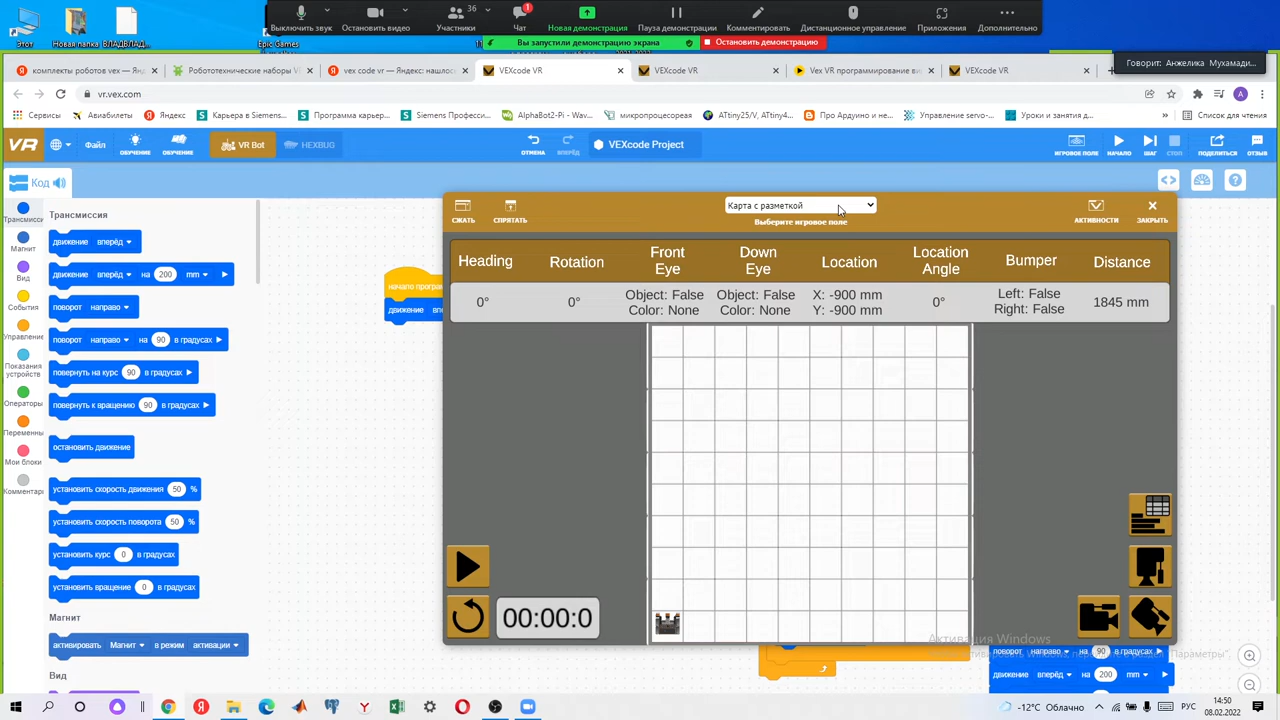 Этот
Новая папка
ВЛАДВЛАД...
Epic Games
Выключить звук
Остановить видео
36
Участники
1
Чат
Новая демонстрация
Пауза демонстрации
Комментировать
Дистанционное управление
Приложения
Дополнительно
Вы запустили демонстрацию экрана
Остановить демонстрацию
комплекты роботов vex — Ян
Робототехнические наборы V
vex code vr — Яндекс: нашлос
VEXcode VR
VEXcode VR
Vex VR программирование ви
VEXcode VR
Говорит: Анжелика Мухамади...
vr.vex.com
A
Сервисы
Авиабилеты
Яндекс
Карьера в Siemens...
Программа карьер...
Siemens Професси...
AlphaBot2-Pi - Wav...
микропроцесорая
ATtiny25/V, ATtiny4...
Про Ардуино и не...
Управление servo-...
Уроки и занятия д...
»
Список для чтения
VR
Файл
ОБУЧЕНИЕ
ОБУЧЕНИЕ
VR Bot
HEXBUG
ОТМЕНА
ВПЕРЁД
VEXcode Project
ИГРОВОЕ ПОЛЕ
НАЧАЛО
ШАГ
СТОП
ПОДЕЛИТЬСЯ
ОТЗЫВ
Код
Трансмисси
Магнит
Вид
События
Управление
Показания устройств
Операторы
Переменны
Мои блоки
Комментарі
Трансмиссия
движение вперёд
движение вперёд на 200 mm
поворот направо
поворот направо на 90 в градусах
повернуть на курс 90 в градусах
повернуть к вращению 90 в градусах
остановить движение
установить скорость движения 50 %
установить скорость поворота 50 %
установить курс 0 в градусах
установить вращение 0 в градусах
Магнит
активировать Магнит в режим активации
Вид
начало програм
движение
СЖАТЬ
СПРЯТАТЬ
Карта с разметкой
Выберите игровое поле
АКТИВНОСТИ
ЗАКРЫТЬ
Heading
Rotation
Front Eye
Down Eye
Location
Location Angle
Bumper
Distance
0°
0°
Object: False
Color: None
Object: False
Color: None
X: -900 mm
Y: -900 mm
0°
Left: False
Right: False
1845 mm
00:00:0
Активация Windows
поворот направо на 90 в градусах
движение вперёд на 200 mm
-12°C Облачно
РУС
14:50
08.02.2022